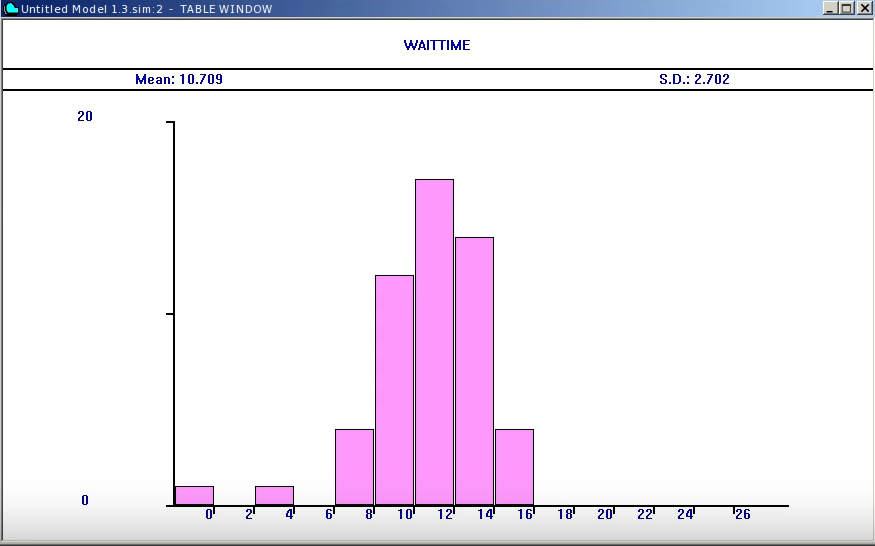 Untitled Model 1.3.sim:2 - TABLE WINDOW
WAITTIME
Mean: 10.709 S.D.: 2.702
20
0
0 2 4 6 8 10 12 14 16 18 20 22 24 26